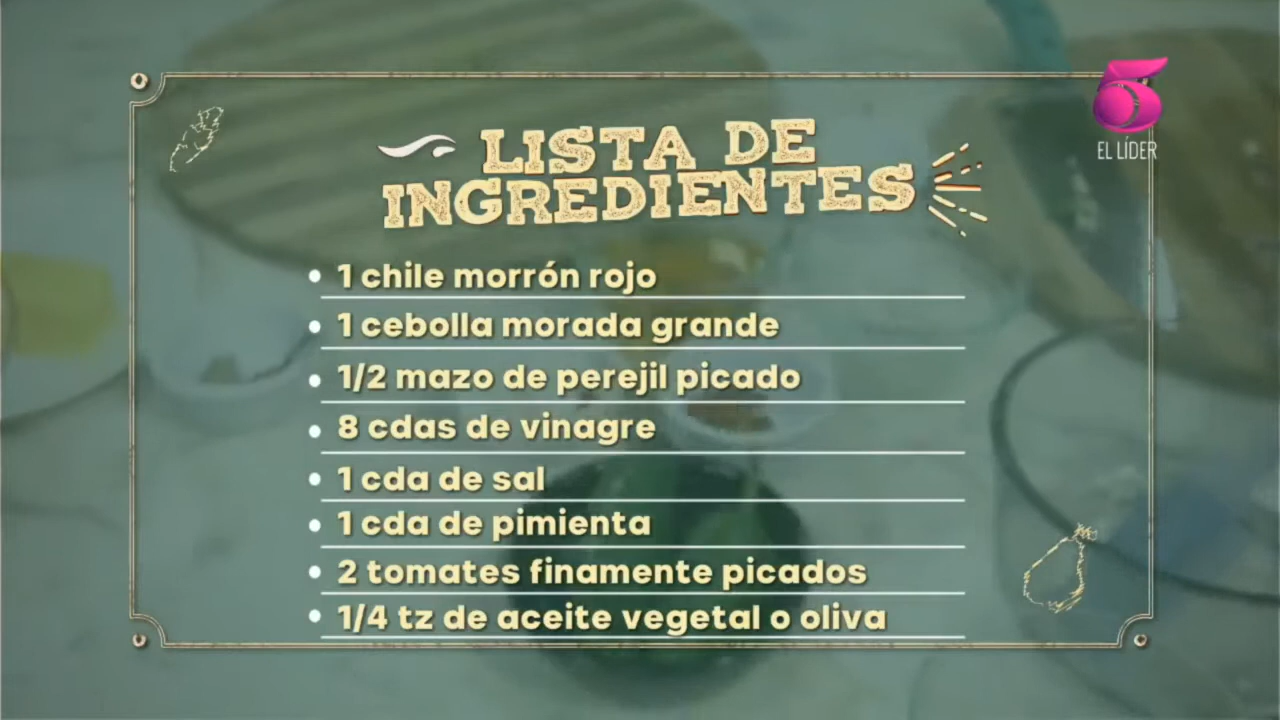 5
EL LÍDER
LISTA DE
INGREDIENTES
• 1 chile morrón rojo
• 1 cebolla morada grande
• 1/2 mazo de perejil picado
• 8 cdas de vinagre
• 1 cda de sal
• 1 cda de pimienta
• 2 tomates finamente picados
• 1/4 tz de aceite vegetal o oliva